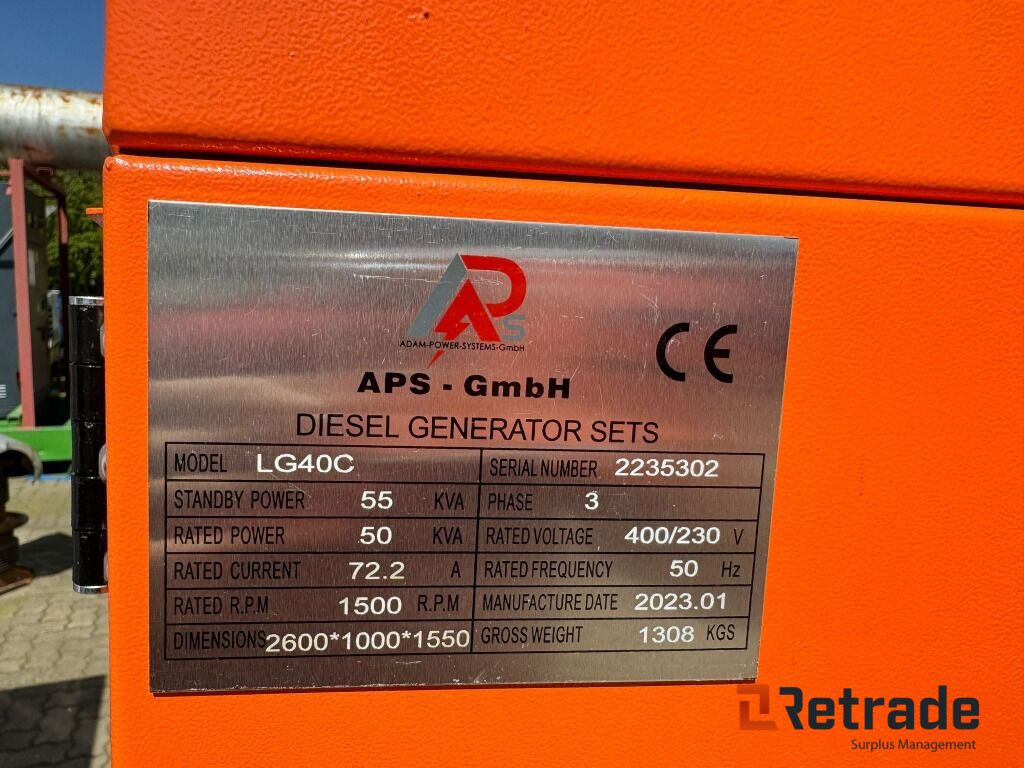 APS
ADAM-POWER-SYSTEMS-GmbH
CE
APS - GmbH
DIESEL GENERATOR SETS
MODEL LG40C SERIAL NUMBER 2235302
STANDBY POWER 55 KVA PHASE 3
RATED POWER 50 KVA RATED VOLTAGE 400/230 V
RATED CURRENT 72.2 A RATED FREQUENCY 50 Hz
RATED R.P.M 1500 R.P.M MANUFACTURE DATE 2023.01
DIMENSIONS 2600*1000*1550 GROSS WEIGHT 1308 KGS
Retrade
Surplus Management